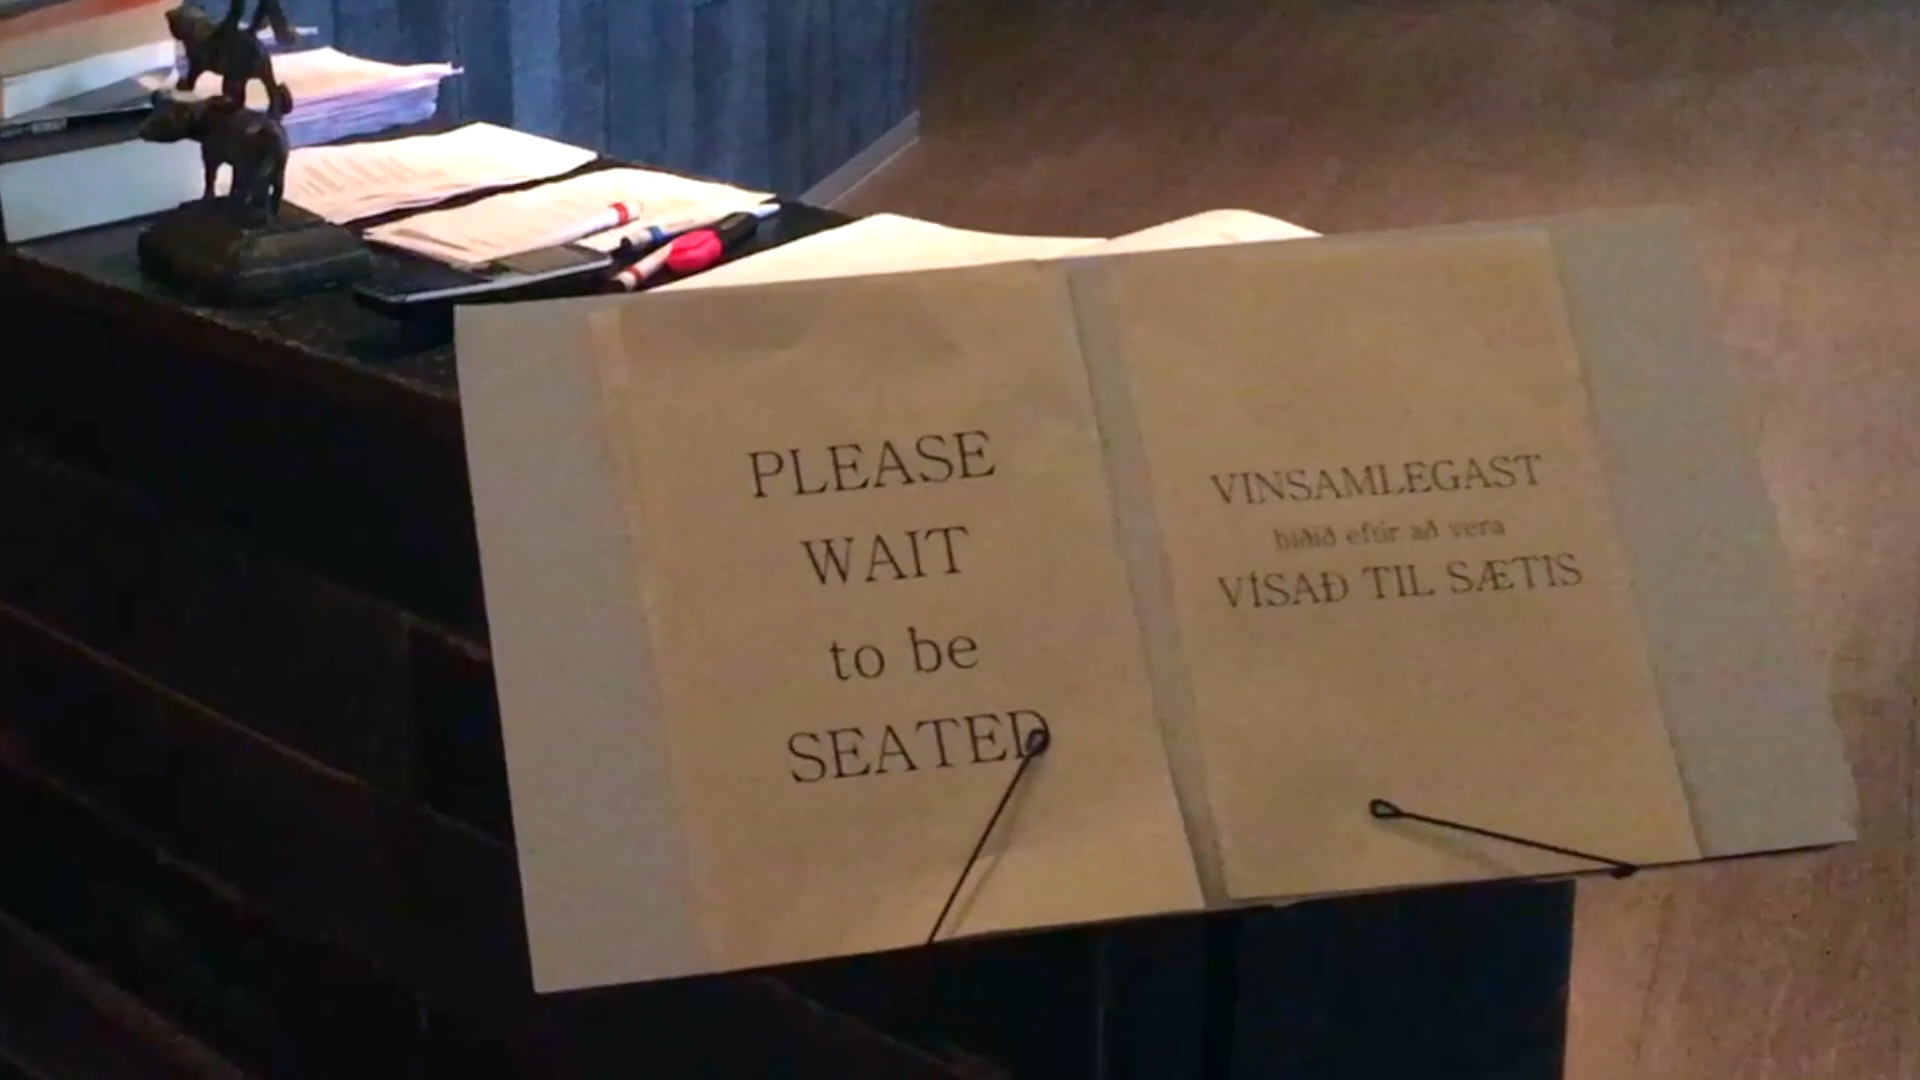 PLEASE
WAIT
to be
SEATED
VINSAMLEGAST
bíðið eftir að vera
VÍSAÐ TIL SÆTIS